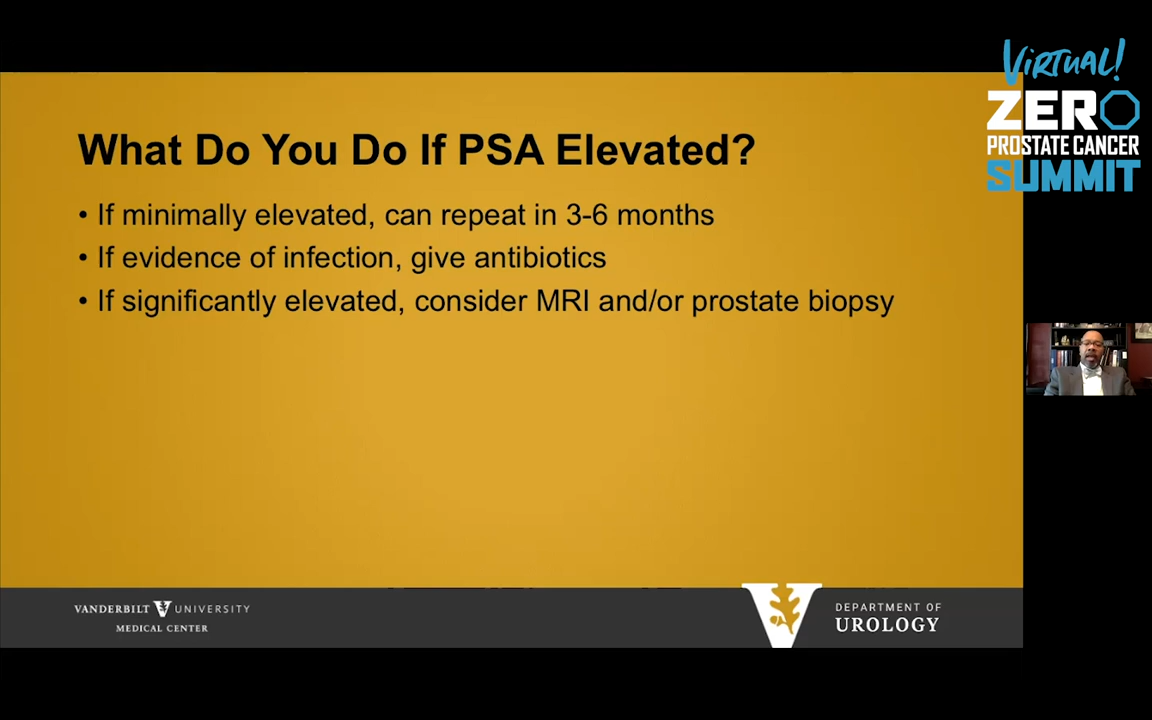 What Do You Do If PSA Elevated?
• If minimally elevated, can repeat in 3-6 months
• If evidence of infection, give antibiotics
• If significantly elevated, consider MRI and/or prostate biopsy
VIRTUAL!
ZERO
PROSTATE CANCER
SUMMIT
VANDERBILT V UNIVERSITY
MEDICAL CENTER
V
DEPARTMENT OF
UROLOGY